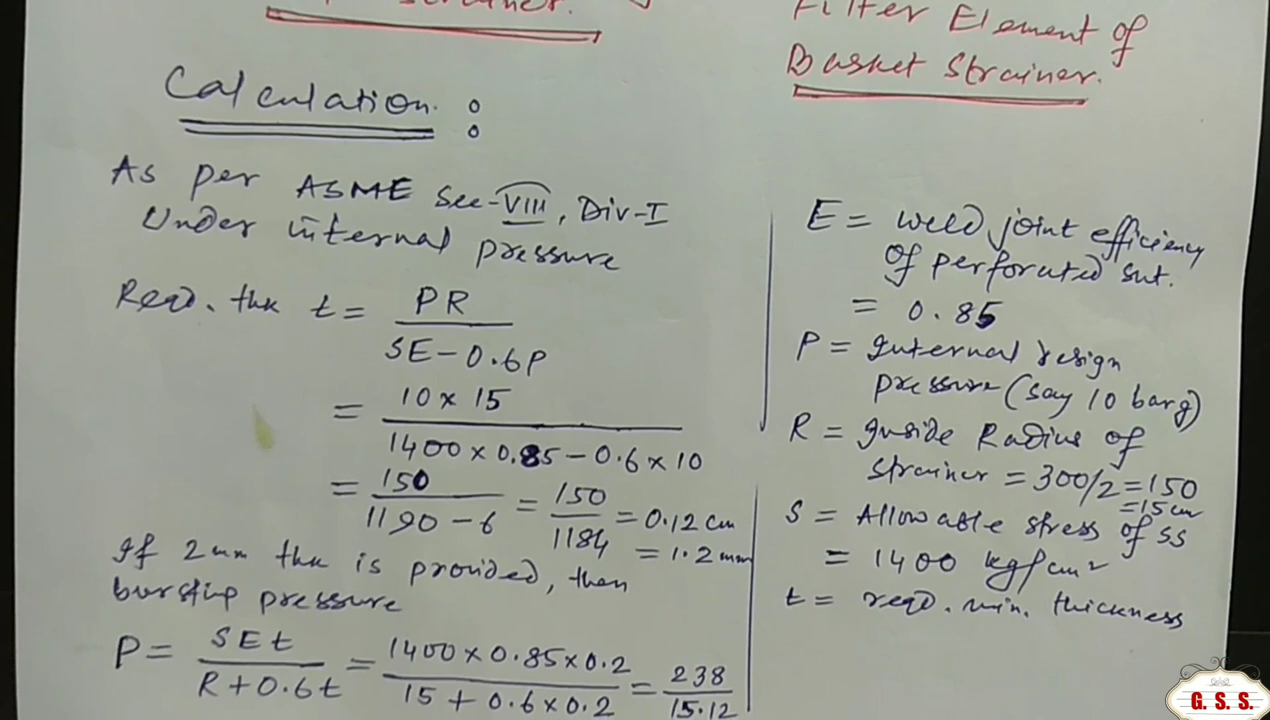 Strainer.
Filter Element of
Basket Strainer.
Calculation :
As per ASME Sec-VIII, Div-I
Under internal pressure
Reqd. thk t = PR / SE-0.6P
= 10 x 15 / 1400 x 0.85 - 0.6 x 10
= 150 / 1190 - 6 = 150 / 1184 = 0.12 cm
= 1.2 mm
If 2mm thk is provided, then
bursting pressure
P = SEt / R + 0.6t = 1400 x 0.85 x 0.2 / 15 + 0.6 x 0.2 = 238 / 15.12
E = weld joint efficiency
of perforated sht.
= 0.85
P = Internal design
pressure (say 10 barg)
R = Inside Radius of
strainer = 300/2 = 150
= 15 cm
S = Allowable stress of SS
= 1400 kgf/cm²
t = reqd. min. thickness
G. S. S.